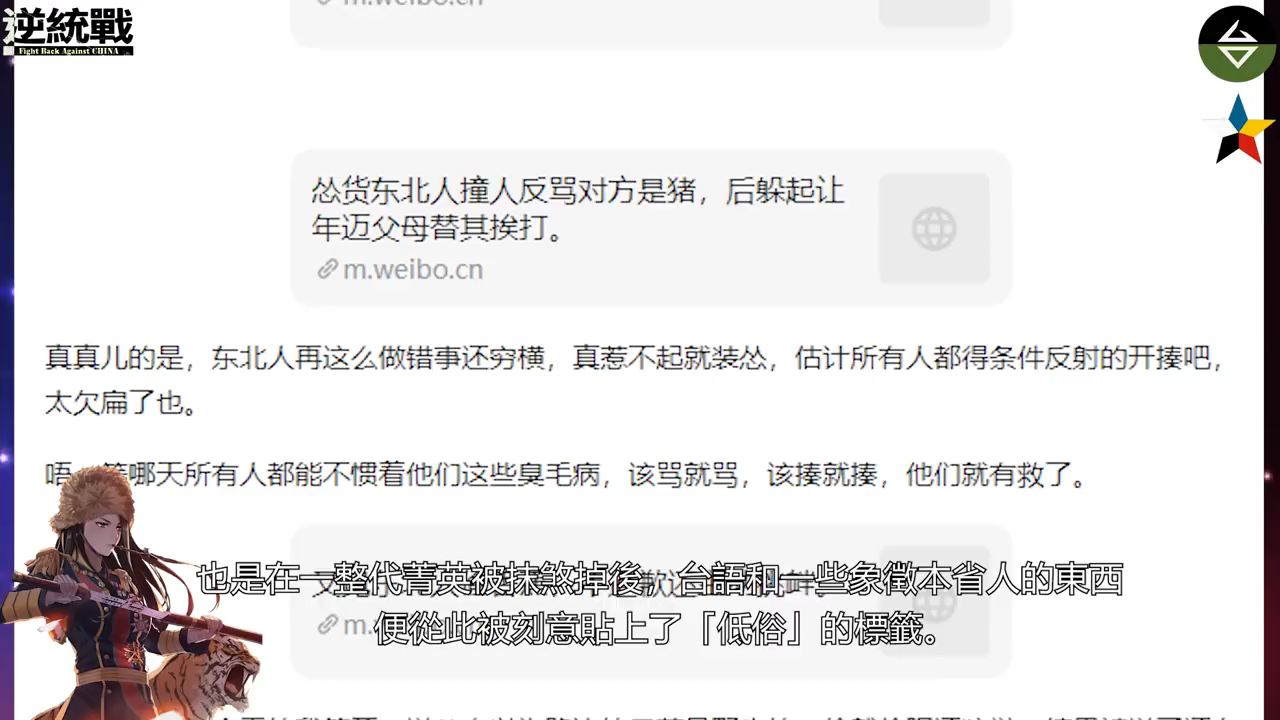 逆統戰
Fight Back Against CHINA
m.weibo.cn
怂货东北人撞人反骂对方是猪，后躲起让
年迈父母替其挨打。
m.weibo.cn
真真儿的是，东北人再这么做错事还穷横，真惹不起就装怂，估计所有人都得条件反射的开揍吧，
太欠扁了也。
唔，等哪天所有人都能不惯着他们这些臭毛病，该骂就骂，该揍就揍，他们就有救了。
也是在一整代菁英被抹煞掉後，台語和一些象徵本省人的東西
便從此被刻意貼上了「低俗」的標籤。